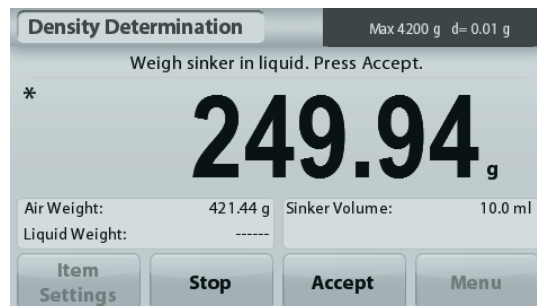 Density Determination
Max 4200 g d= 0.01 g
Weigh sinker in liquid. Press Accept.
*
249.94 g
Air Weight: 421.44 g Sinker Volume: 10.0 ml
Liquid Weight: ------
Item Settings
Stop
Accept
Menu